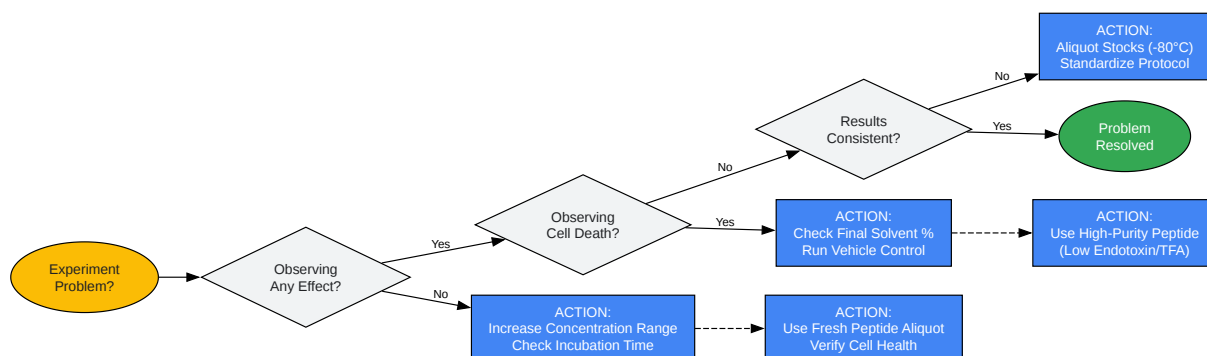 Experiment
Problem?
Observing
Any Effect?
Yes
No
Observing
Cell Death?
No
Yes
Results
Consistent?
No
Yes
ACTION:
Aliquot Stocks (-80°C)
Standardize Protocol
Problem
Resolved
ACTION:
Check Final Solvent %
Run Vehicle Control
ACTION:
Use High-Purity Peptide
(Low Endotoxin/TFA)
ACTION:
Increase Concentration Range
Check Incubation Time
ACTION:
Use Fresh Peptide Aliquot
Verify Cell Health